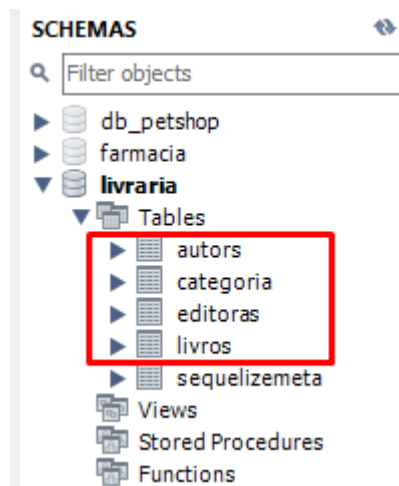 SCHEMAS
Filter objects
db_petshop
farmacia
livraria
Tables
autors
categoria
editoras
livros
sequelizemeta
Views
Stored Procedures
Functions